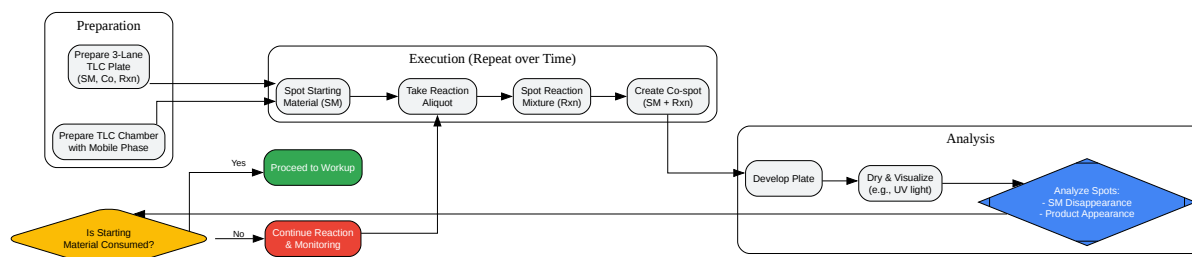 Preparation
Prepare 3-Lane
TLC Plate
(SM, Co, Rxn)
Prepare TLC Chamber
with Mobile Phase
Execution (Repeat over Time)
Spot Starting
Material (SM)
Take Reaction
Aliquot
Spot Reaction
Mixture (Rxn)
Create Co-spot
(SM + Rxn)
Analysis
Develop Plate
Dry & Visualize
(e.g., UV light)
Analyze Spots:
- SM Disappearance
- Product Appearance
Is Starting
Material Consumed?
Yes
Proceed to Workup
No
Continue Reaction
& Monitoring